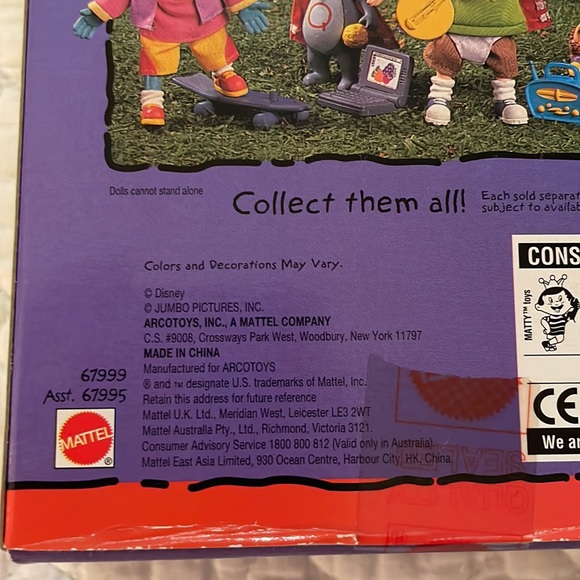 Q
Dolls cannot stand alone
Collect them all!
Each sold separat
subject to availab
Colors and Decorations May Vary.
© Disney
© JUMBO PICTURES, INC.
ARCOTOYS, INC., A MATTEL COMPANY
C.S. #9008, Crossways Park West, Woodbury, New York 11797
MADE IN CHINA
Manufactured for ARCOTOYS
® and ™ designate U.S. trademarks of Mattel, Inc.
Retain this address for future reference
Mattel U.K. Ltd., Meridian West, Leicester LE3 2WT
Mattel Australia Pty., Ltd., Richmond, Victoria 3121.
Consumer Advisory Service 1800 800 812 (Valid only in Australia)
Mattel East Asia Limited, 930 Ocean Centre, Harbour City, HK, China
67999
Asst. 67995
MATTEL
®
CONS
MATTY™ toys
CE
We ar